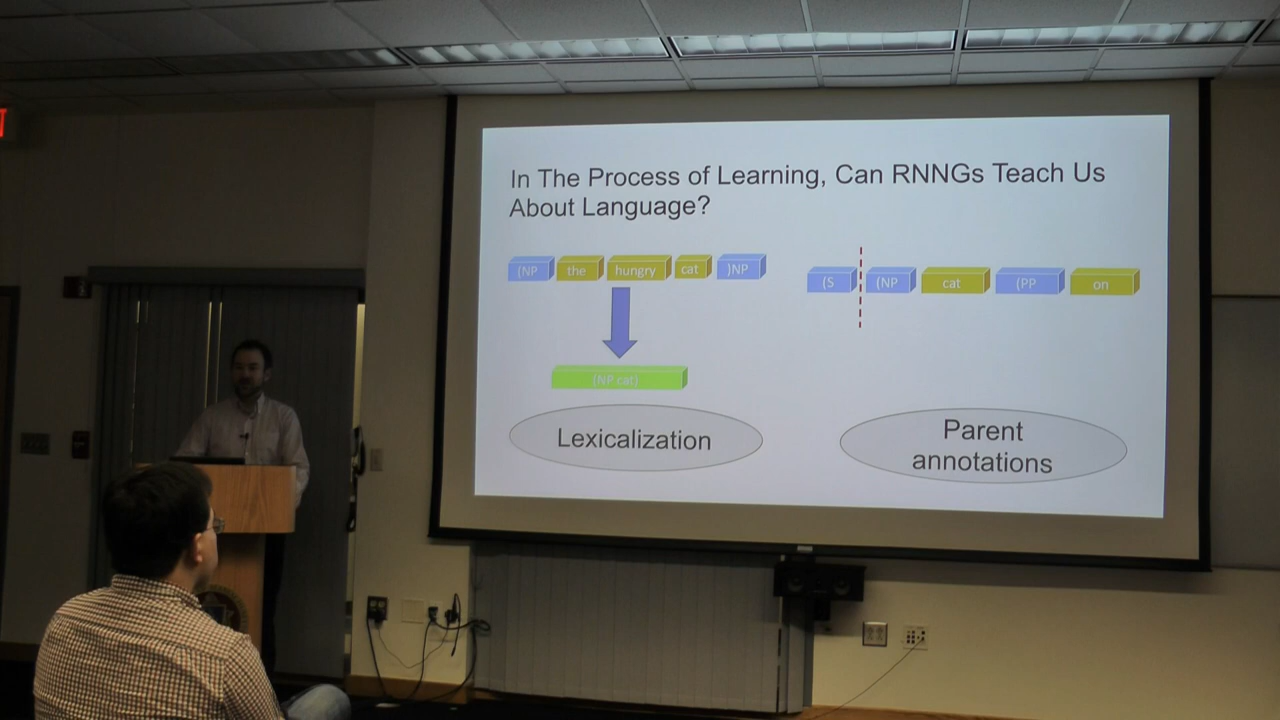 In The Process of Learning, Can RNNGs Teach Us
About Language?
(NP the hungry cat )NP
(S (NP cat (PP on
(NP cat)
Lexicalization
Parent
annotations